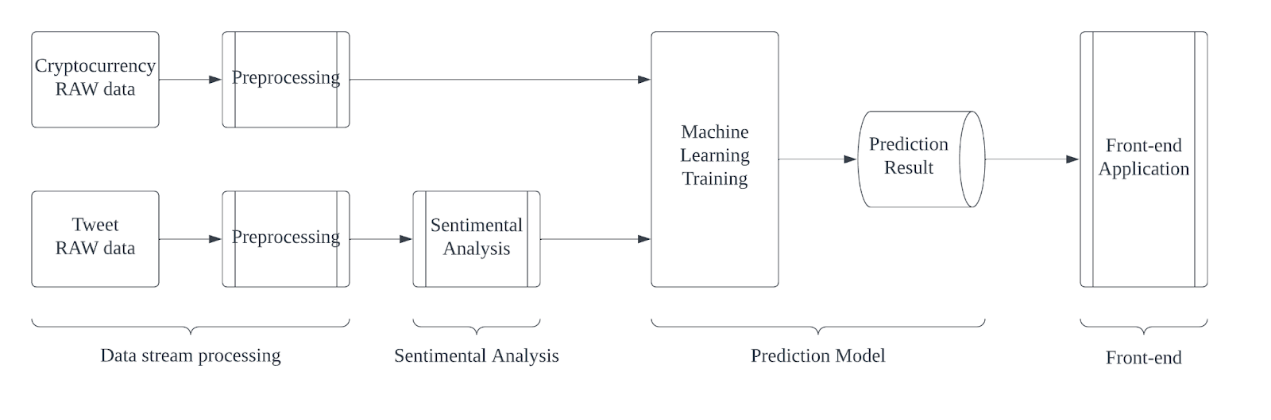 Cryptocurrency
RAW data
Preprocessing
Tweet
RAW data
Preprocessing
Sentimental
Analysis
Machine
Learning
Training
Prediction
Result
Front-end
Application
Data stream processing
Sentimental Analysis
Prediction Model
Front-end